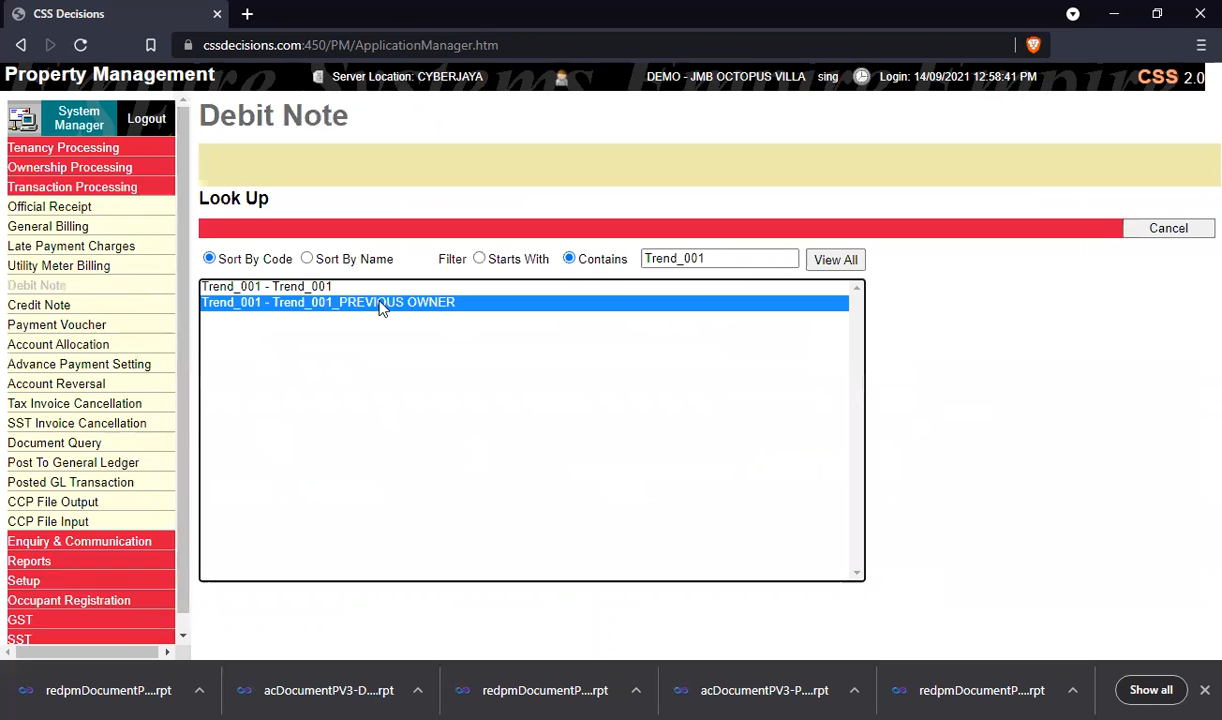 CSS Decisions
cssdecisions.com:450/PM/ApplicationManager.htm
Property Management
Server Location: CYBERJAYA
DEMO - JMB OCTOPUS VILLA
sing
Login: 14/09/2021 12:58:41 PM
CSS 2.0
System
Manager
Logout
Tenancy Processing
Ownership Processing
Transaction Processing
Official Receipt
General Billing
Late Payment Charges
Utility Meter Billing
Debit Note
Credit Note
Payment Voucher
Account Allocation
Advance Payment Setting
Account Reversal
Tax Invoice Cancellation
SST Invoice Cancellation
Document Query
Post To General Ledger
Posted GL Transaction
CCP File Output
CCP File Input
Enquiry & Communication
Reports
Setup
Occupant Registration
GST
SST
Debit Note
Look Up
Cancel
Sort By Code Sort By Name Filter Starts With Contains Trend_001 View All
Trend_001 - Trend_001
Trend_001 - Trend_001_PREVIOUS OWNER
redpmDocumentP....rpt
acDocumentPV3-D....rpt
redpmDocumentP....rpt
acDocumentPV3-P....rpt
redpmDocumentP....rpt
Show all